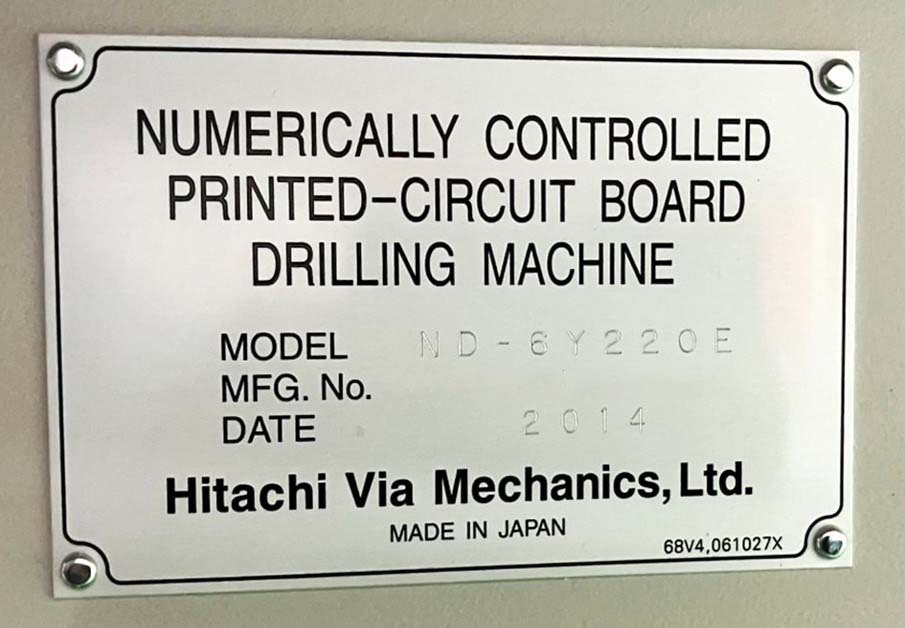 NUMERICALLY CONTROLLED
PRINTED-CIRCUIT BOARD
DRILLING MACHINE
MODEL ND-6Y220E
MFG. No.
DATE 2014
Hitachi Via Mechanics, Ltd.
MADE IN JAPAN
68V4,061027X